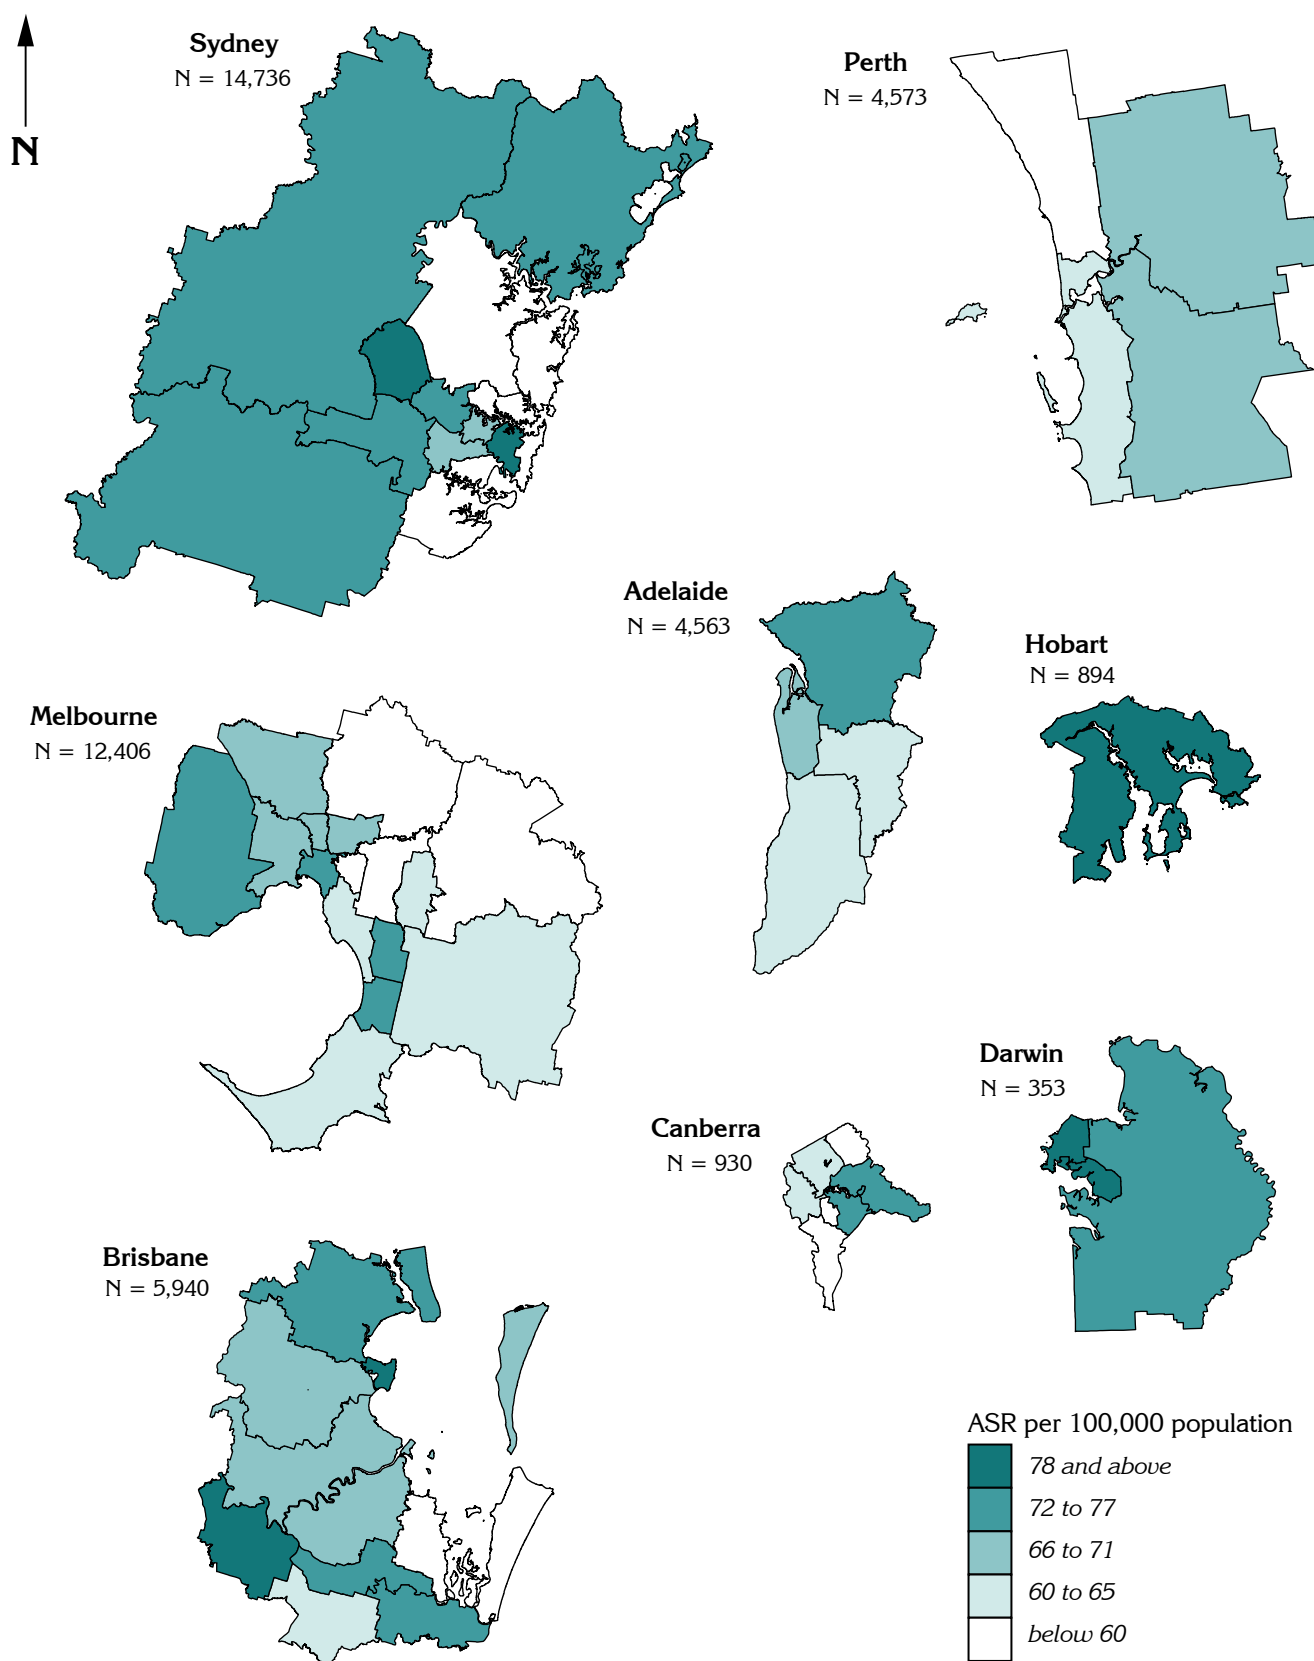 Sydney
N = 14,736
Perth
N = 4,573
N
Adelaide
N = 4,563
Hobart
N = 894
Melbourne
N = 12,406
Darwin
N = 353
Canberra
N = 930
Brisbane
N = 5,940
ASR per 100,000 population
78 and above
72 to 77
66 to 71
60 to 65
below 60